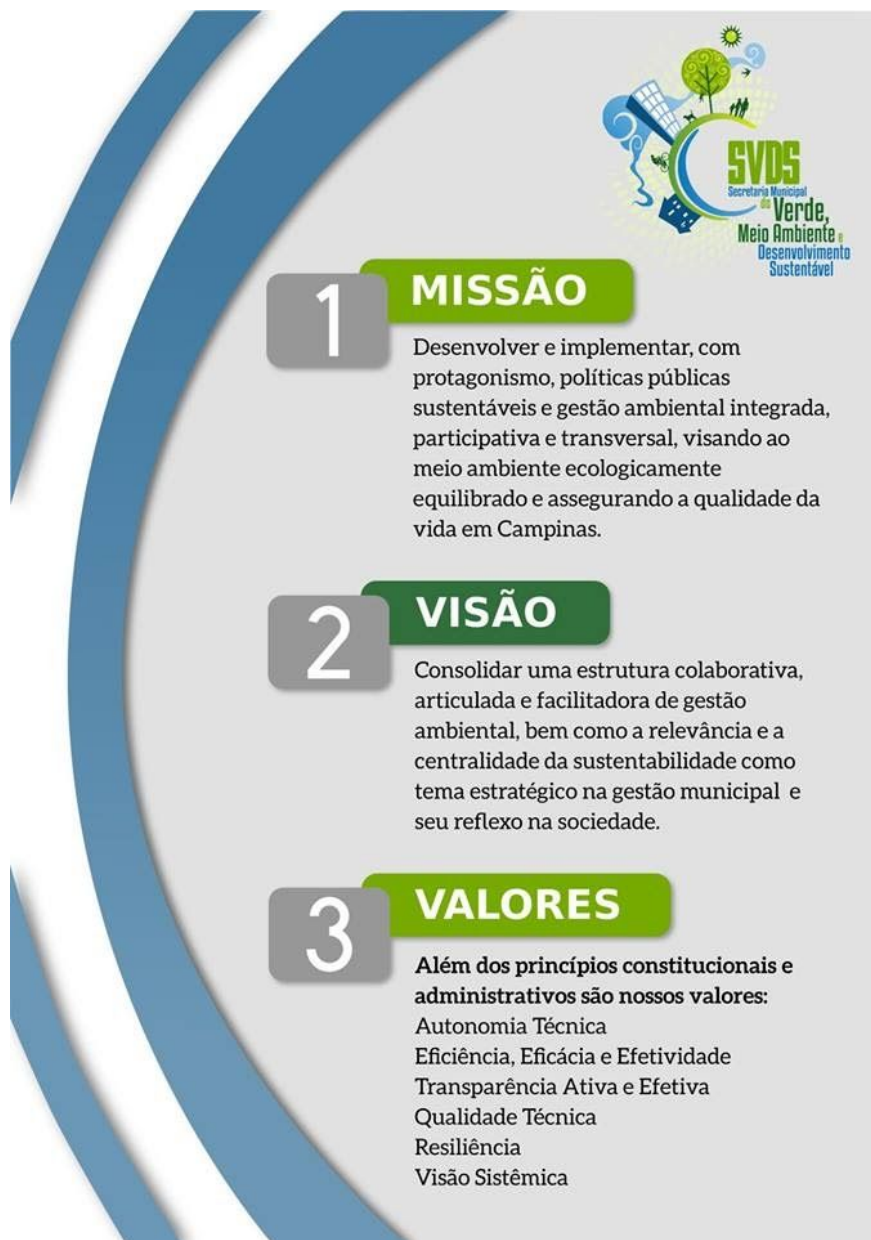 SVDS
Secretaria Municipal
do Verde,
Meio Ambiente e
Desenvolvimento
Sustentável
1
MISSÃO
Desenvolver e implementar, com
protagonismo, políticas públicas
sustentáveis e gestão ambiental integrada,
participativa e transversal, visando ao
meio ambiente ecologicamente
equilibrado e assegurando a qualidade da
vida em Campinas.
2
VISÃO
Consolidar uma estrutura colaborativa,
articulada e facilitadora de gestão
ambiental, bem como a relevância e a
centralidade da sustentabilidade como
tema estratégico na gestão municipal e
seu reflexo na sociedade.
3
VALORES
Além dos princípios constitucionais e
administrativos são nossos valores:
Autonomia Técnica
Eficiência, Eficácia e Efetividade
Transparência Ativa e Efetiva
Qualidade Técnica
Resiliência
Visão Sistêmica